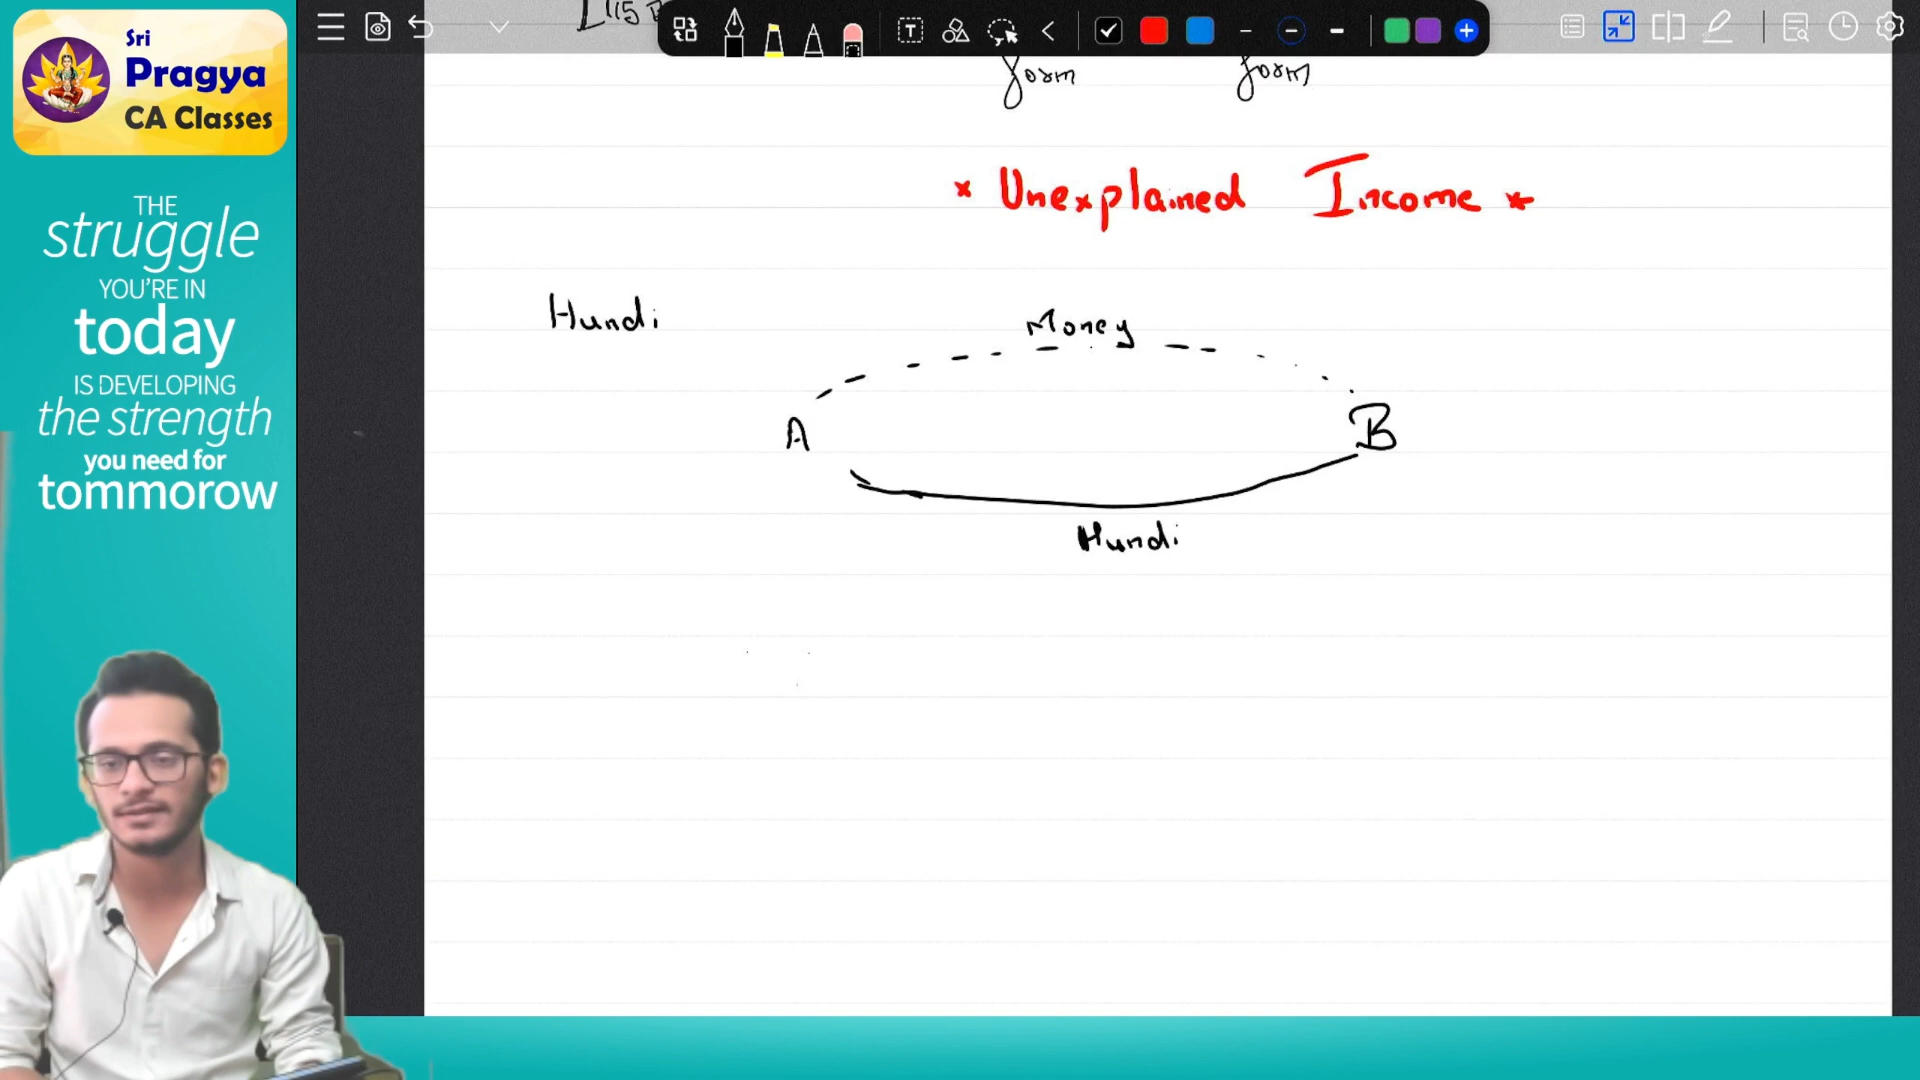 Sri
Pragya
CA Classes
THE
struggle
YOU'RE IN
today
IS DEVELOPING
the strength
you need for
tommorow
form form
* Unexplained Income *
Hundi
Money
A B
Hundi